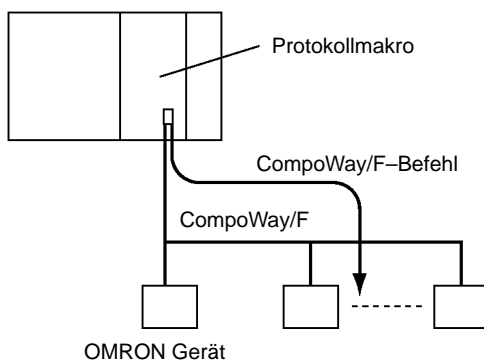 Protokollmakro
CompoWay/F–Befehl
CompoWay/F
OMRON Gerät